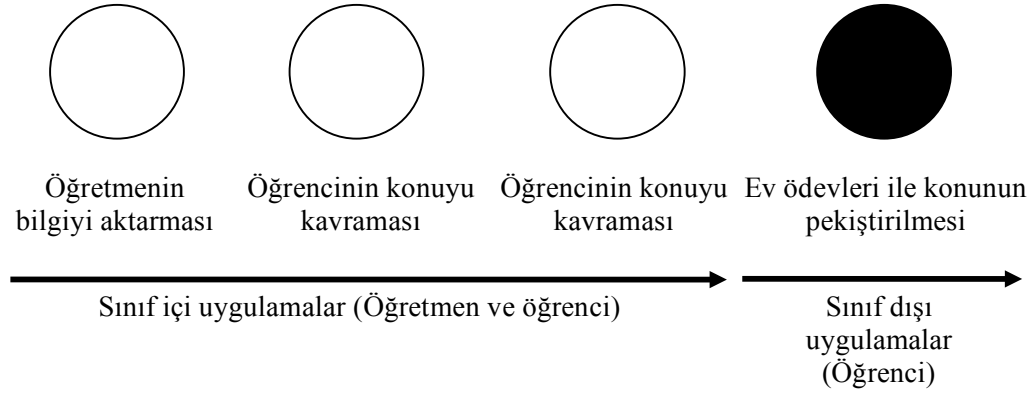 Öğretmenin
bilgiyi aktarması
Öğrencinin konuyu
kavraması
Öğrencinin konuyu
kavraması
Ev ödevleri ile konunun
pekiştirilmesi
Sınıf içi uygulamalar (Öğretmen ve öğrenci)
Sınıf dışı
uygulamalar
(Öğrenci)